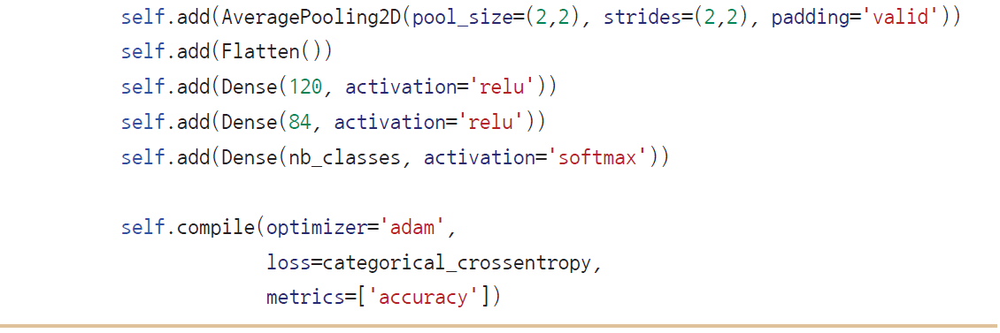 self.add(AveragePooling2D(pool_size=(2,2), strides=(2,2), padding='valid'))
self.add(Flatten())
self.add(Dense(120, activation='relu'))
self.add(Dense(84, activation='relu'))
self.add(Dense(nb_classes, activation='softmax'))
self.compile(optimizer='adam',
loss=categorical_crossentropy,
metrics=['accuracy'])